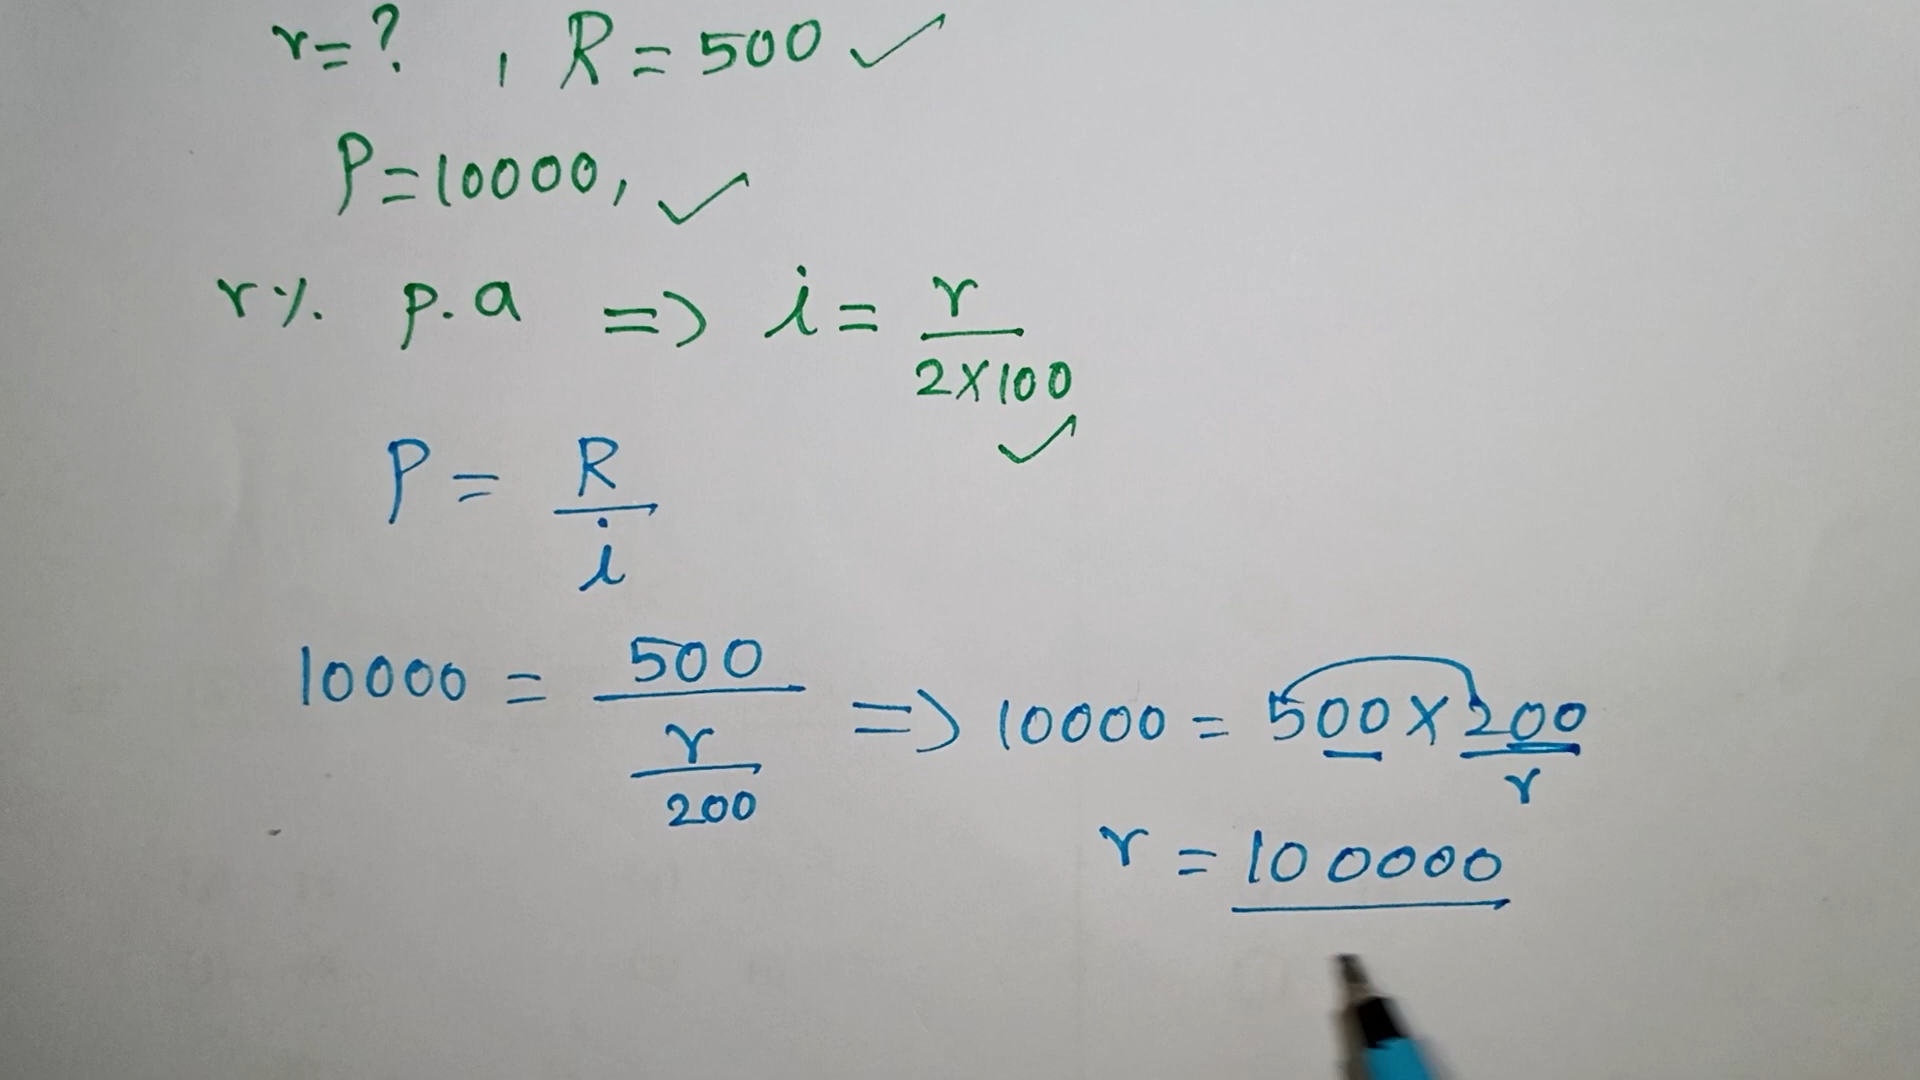 r = ? , R = 500 ✓
P = 10000, ✓
r% p.a => i = r / 2×100 ✓
P = R / i
10000 = 500 / (r / 200) => 10000 = 500 × 200 / r
r = 100000